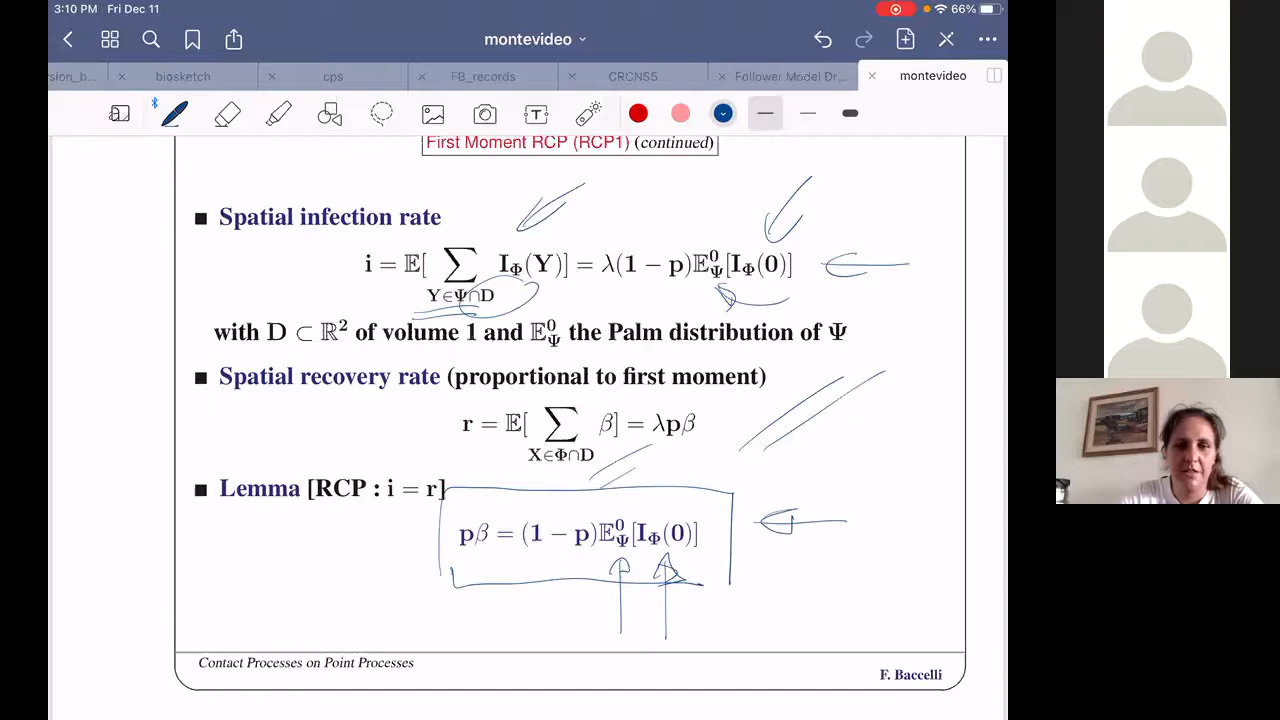 3:10 PM Fri Dec 11
66%
montevideo
rsion_b...
biosketch
cps
FB_records
CRCNS5
Follower Model Dr...
montevideo
T
First Moment RCP (RCP1) (continued)
■ Spatial infection rate
i = 𝔼[ ∑ I_Φ(Y)] = λ(1 − p)𝔼⁰_Ψ[I_Φ(0)]
Y∈Ψ∩D
with D ⊂ ℝ² of volume 1 and 𝔼⁰_Ψ the Palm distribution of Ψ
■ Spatial recovery rate (proportional to first moment)
r = 𝔼[ ∑ β] = λpβ
X∈Φ∩D
■ Lemma [RCP : i = r]
pβ = (1 − p)𝔼⁰_Ψ[I_Φ(0)]
Contact Processes on Point Processes
F. Baccelli